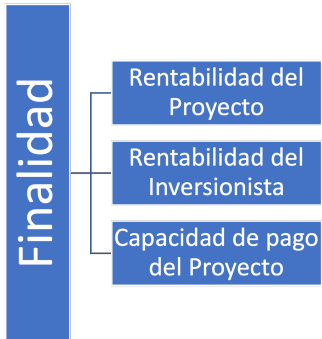 Finalidad
Rentabilidad del
Proyecto
Rentabilidad del
Inversionista
Capacidad de pago
del Proyecto